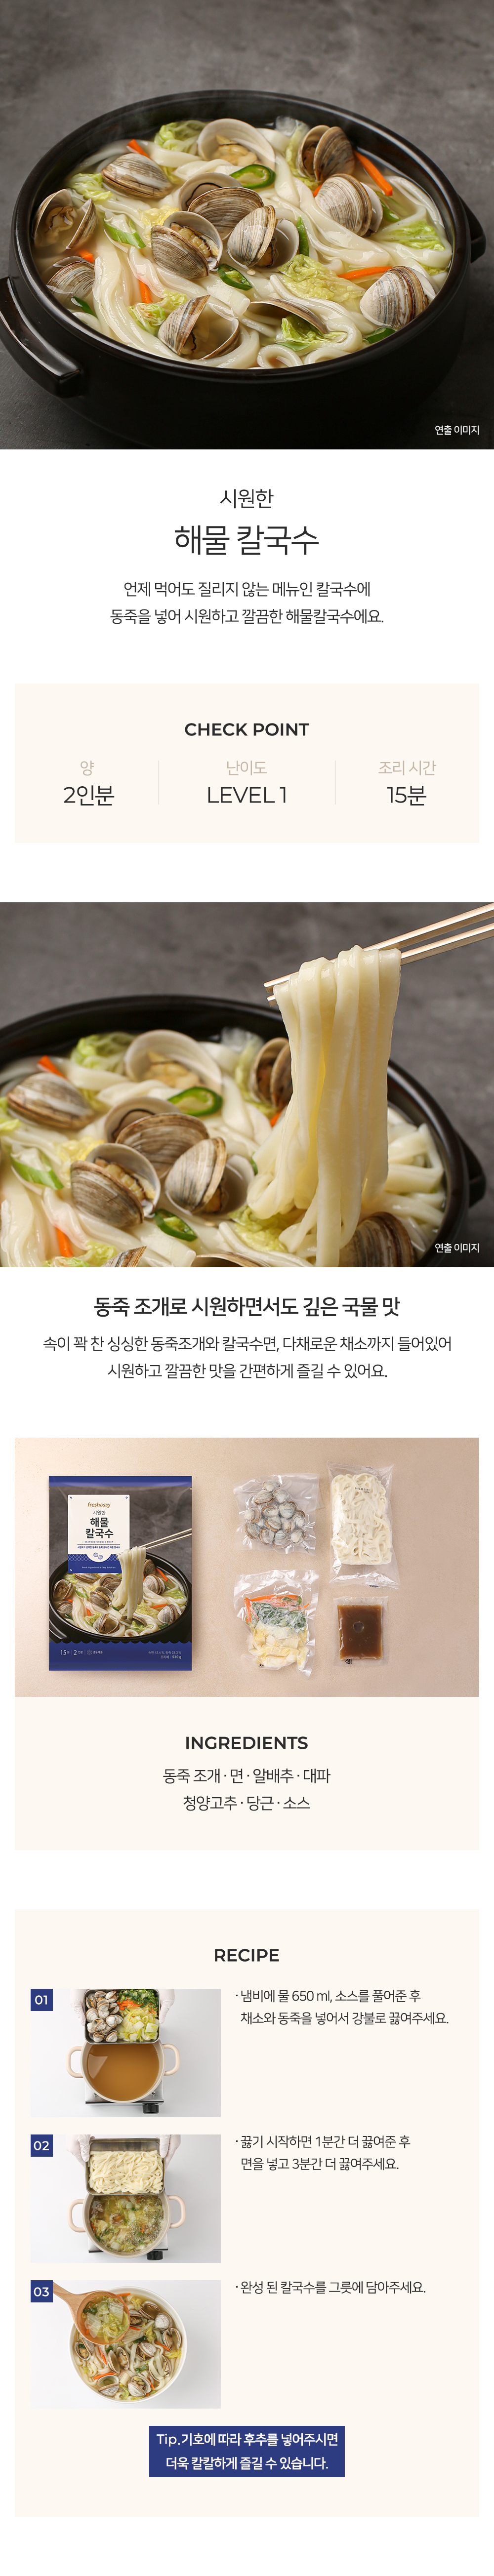 연출 이미지
시원한
해물 칼국수
언제 먹어도 질리지 않는 메뉴인 칼국수에
동죽을 넣어 시원하고 깔끔한 해물칼국수에요.
CHECK POINT
양
2인분
난이도
LEVEL 1
조리 시간
15분
연출 이미지
동죽 조개로 시원하면서도 깊은 국물 맛
속이 꽉 찬 싱싱한 동죽조개와 칼국수면, 다채로운 채소까지 들어있어
시원하고 깔끔한 맛을 간편하게 즐길 수 있어요.
fresheasy
시원한
해물
칼국수
INGREDIENTS
동죽 조개 · 면 · 알배추 · 대파
청양고추 · 당근 · 소스
RECIPE
01
· 냄비에 물 650 ml, 소스를 풀어준 후
채소와 동죽을 넣어서 강불로 끓여주세요.
02
· 끓기 시작하면 1분간 더 끓여준 후
면을 넣고 3분간 더 끓여주세요.
03
· 완성 된 칼국수를 그릇에 담아주세요.
Tip.기호에 따라 후추를 넣어주시면
더욱 칼칼하게 즐길 수 있습니다.